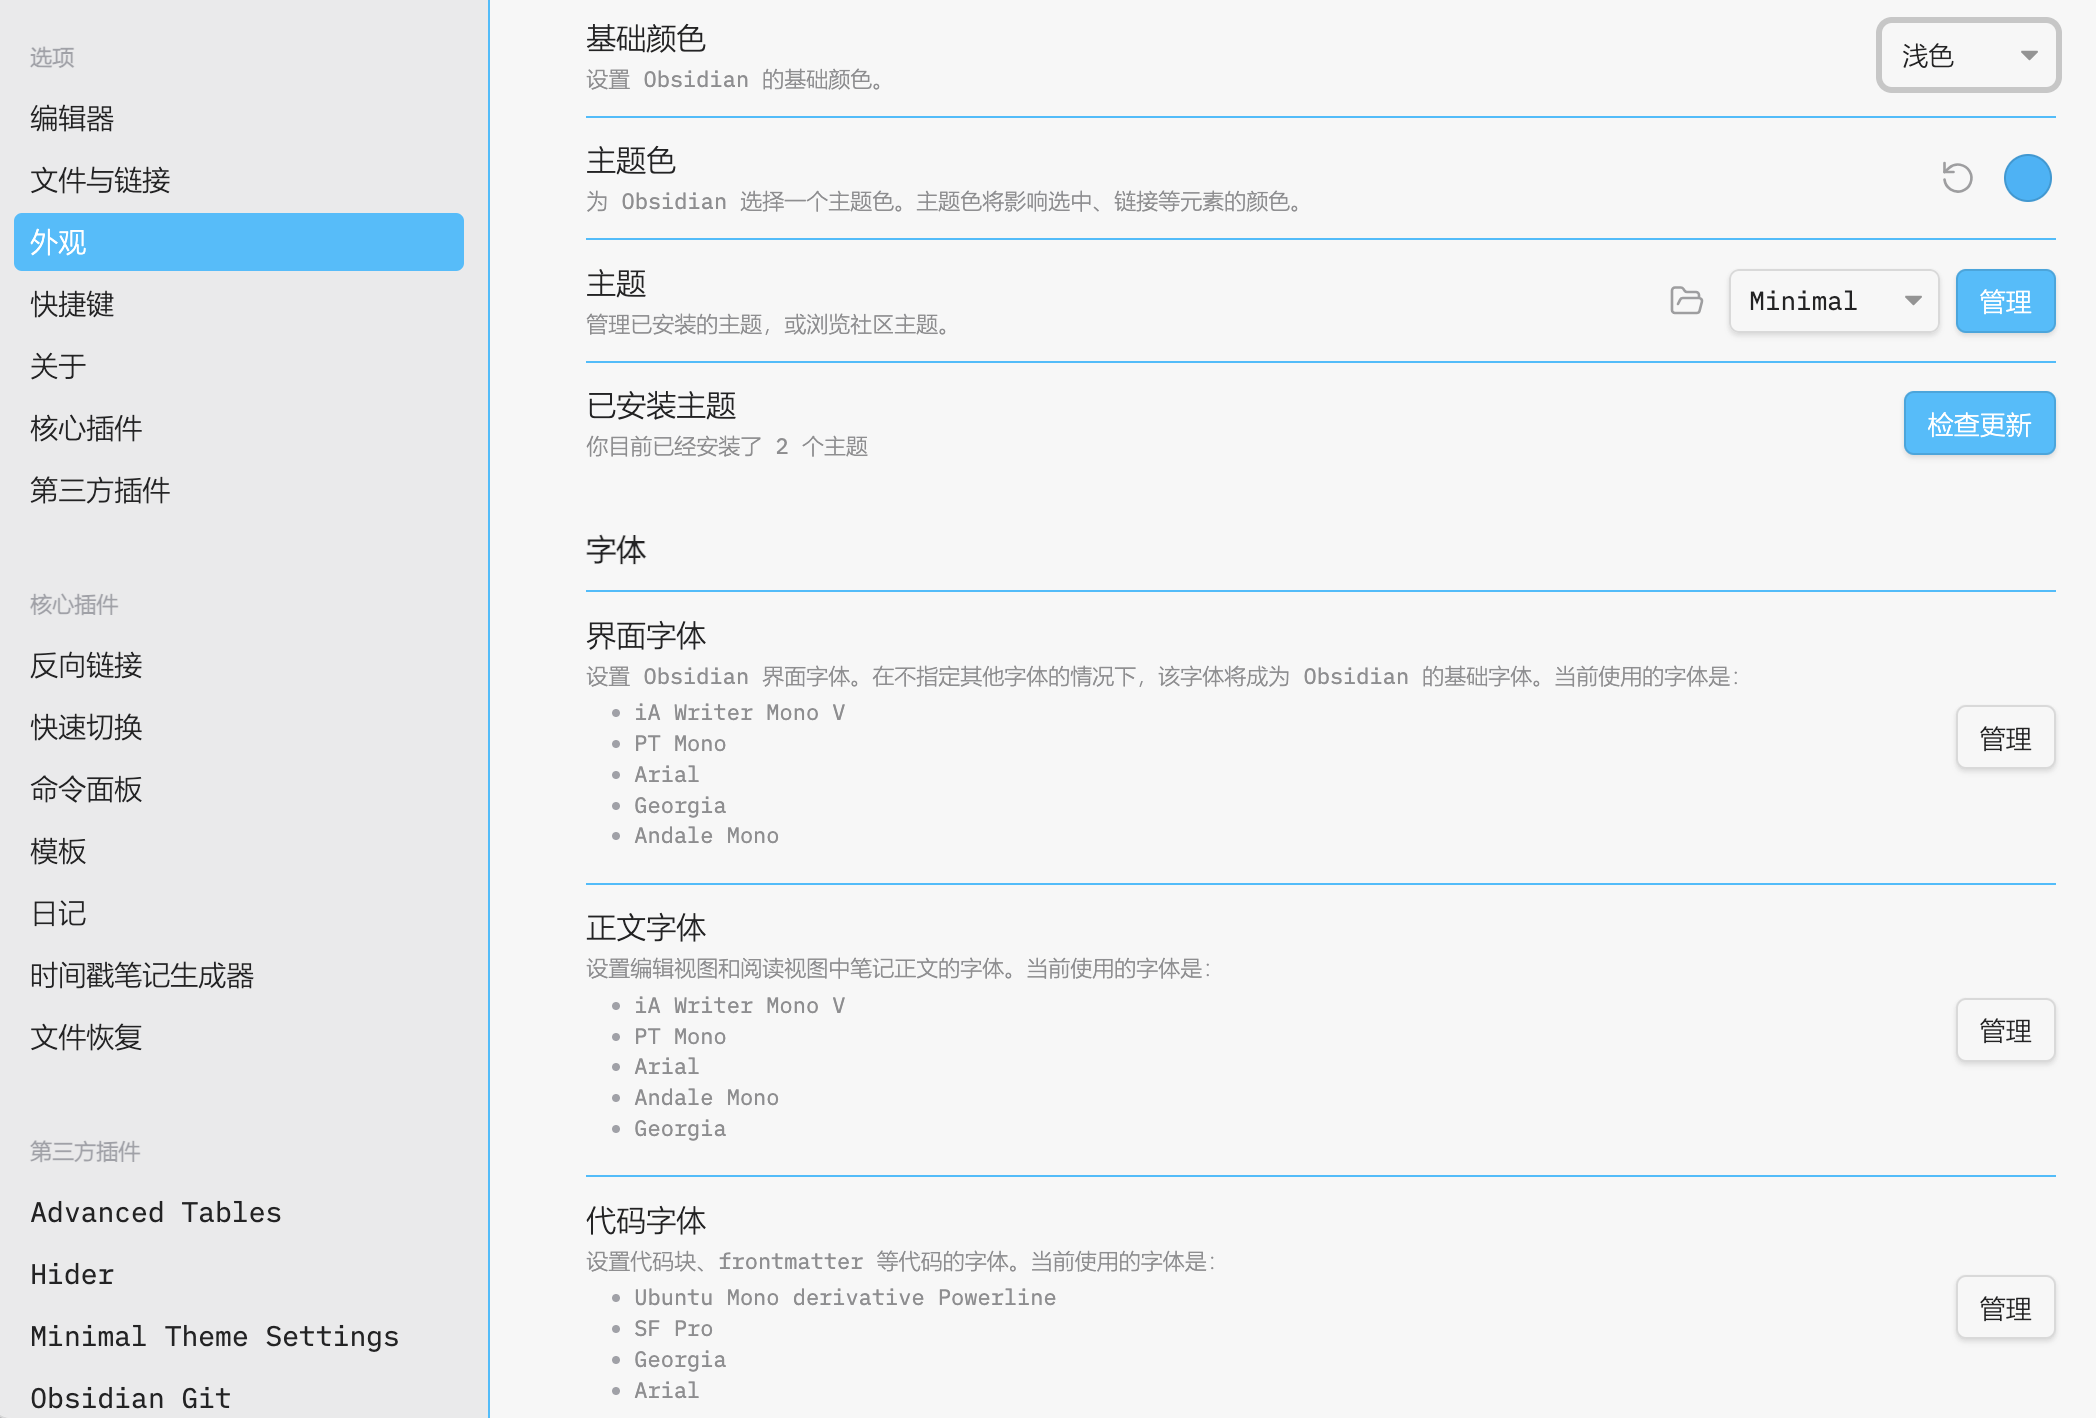 选项
编辑器
文件与链接
外观
快捷键
关于
核心插件
第三方插件
核心插件
反向链接
快速切换
命令面板
模板
日记
时间戳笔记生成器
文件恢复
第三方插件
Advanced Tables
Hider
Minimal Theme Settings
Obsidian Git
基础颜色
设置 Obsidian 的基础颜色。
浅色
主题色
为 Obsidian 选择一个主题色。主题色将影响选中、链接等元素的颜色。
主题
管理已安装的主题，或浏览社区主题。
Minimal
管理
已安装主题
你目前已经安装了 2 个主题
检查更新
字体
界面字体
设置 Obsidian 界面字体。在不指定其他字体的情况下，该字体将成为 Obsidian 的基础字体。当前使用的字体是：
iA Writer Mono V
PT Mono
Arial
Georgia
Andale Mono
管理
正文字体
设置编辑视图和阅读视图中笔记正文的字体。当前使用的字体是：
iA Writer Mono V
PT Mono
Arial
Andale Mono
Georgia
管理
代码字体
设置代码块、frontmatter 等代码的字体。当前使用的字体是：
Ubuntu Mono derivative Powerline
SF Pro
Georgia
Arial
管理